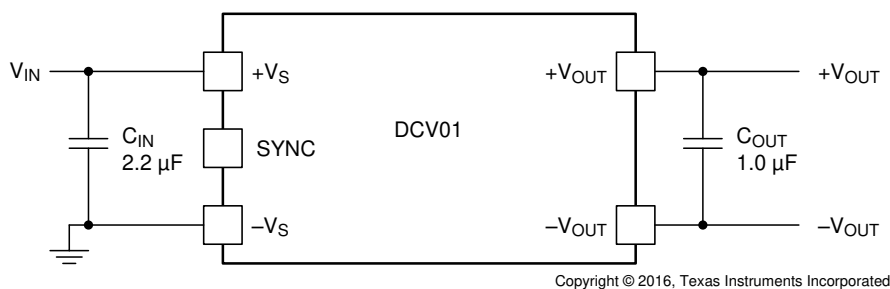 V_IN
+V_S
+V_OUT
+V_OUT
C_IN
2.2 µF
SYNC
DCV01
C_OUT
1.0 µF
–V_S
–V_OUT
–V_OUT
Copyright © 2016, Texas Instruments Incorporated